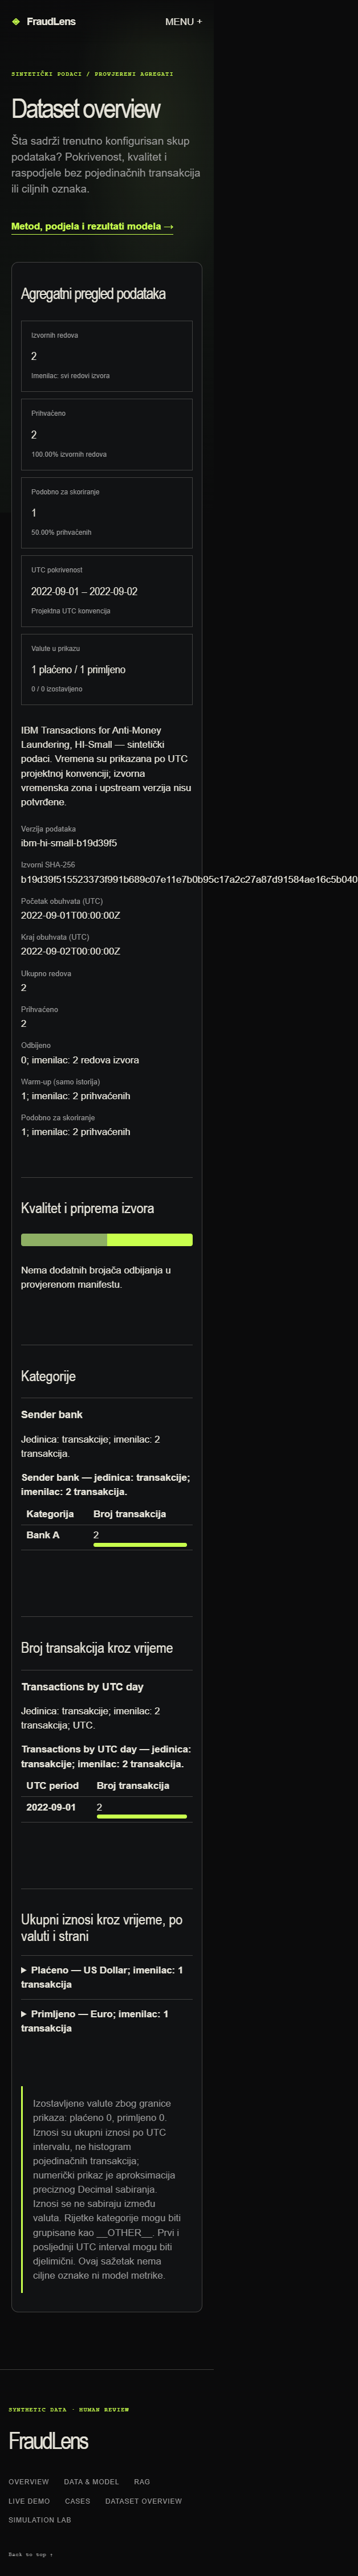 FraudLens
MENU +
SINTETIČKI PODACI / PROVJERENI AGREGATI
Dataset overview
Šta sadrži trenutno konfigurisan skup
podataka? Pokrivenost, kvalitet i
raspodjele bez pojedinačnih transakcija
ili ciljnih oznaka.
Metod, podjela i rezultati modela →
Agregatni pregled podataka
Izvornih redova
2
Imenilac: svi redovi izvora
Prihvaćeno
2
100.00% izvornih redova
Podobno za skoriranje
1
50.00% prihvaćenih
UTC pokrivenost
2022-09-01 – 2022-09-02
Projektna UTC konvencija
Valute u prikazu
1 plaćeno / 1 primljeno
0 / 0 izostavljeno
IBM Transactions for Anti-Money
Laundering, HI-Small — sintetički
podaci. Vremena su prikazana po UTC
projektnoj konvenciji; izvorna
vremenska zona i upstream verzija nisu
potvrđene.
Verzija podataka
ibm-hi-small-b19d39f5
Izvorni SHA-256
b19d39f515523373f991b689c07e11e7b0b95c17a2c27a87d91584ae16c5b040
Početak obuhvata (UTC)
2022-09-01T00:00:00Z
Kraj obuhvata (UTC)
2022-09-02T00:00:00Z
Ukupno redova
2
Prihvaćeno
2
Odbijeno
0; imenilac: 2 redova izvora
Warm-up (samo istorija)
1; imenilac: 2 prihvaćenih
Podobno za skoriranje
1; imenilac: 2 prihvaćenih
Kvalitet i priprema izvora
Nema dodatnih brojača odbijanja u
provjerenom manifestu.
Kategorije
Sender bank
Jedinica: transakcije; imenilac: 2
transakcija.
Sender bank — jedinica: transakcije;
imenilac: 2 transakcija.
Kategorija Broj transakcija
Bank A 2
Broj transakcija kroz vrijeme
Transactions by UTC day
Jedinica: transakcije; imenilac: 2
transakcija; UTC.
Transactions by UTC day — jedinica:
transakcije; imenilac: 2 transakcija.
UTC period Broj transakcija
2022-09-01 2
Ukupni iznosi kroz vrijeme, po
valuti i strani
▶ Plaćeno — US Dollar; imenilac: 1
transakcija
▶ Primljeno — Euro; imenilac: 1
transakcija
Izostavljene valute zbog granice
prikaza: plaćeno 0, primljeno 0.
Iznosi su ukupni iznosi po UTC
intervalu, ne histogram
pojedinačnih transakcija;
numerički prikaz je aproksimacija
preciznog Decimal sabiranja.
Iznosi se ne sabiraju između
valuta. Rijetke kategorije mogu biti
grupisane kao __OTHER__. Prvi i
posljednji UTC interval mogu biti
djelimični. Ovaj sažetak nema
ciljne oznake ni model metrike.
SYNTHETIC DATA · HUMAN REVIEW
FraudLens
OVERVIEW DATA & MODEL RAG
LIVE DEMO CASES DATASET OVERVIEW
SIMULATION LAB
Back to top ↑